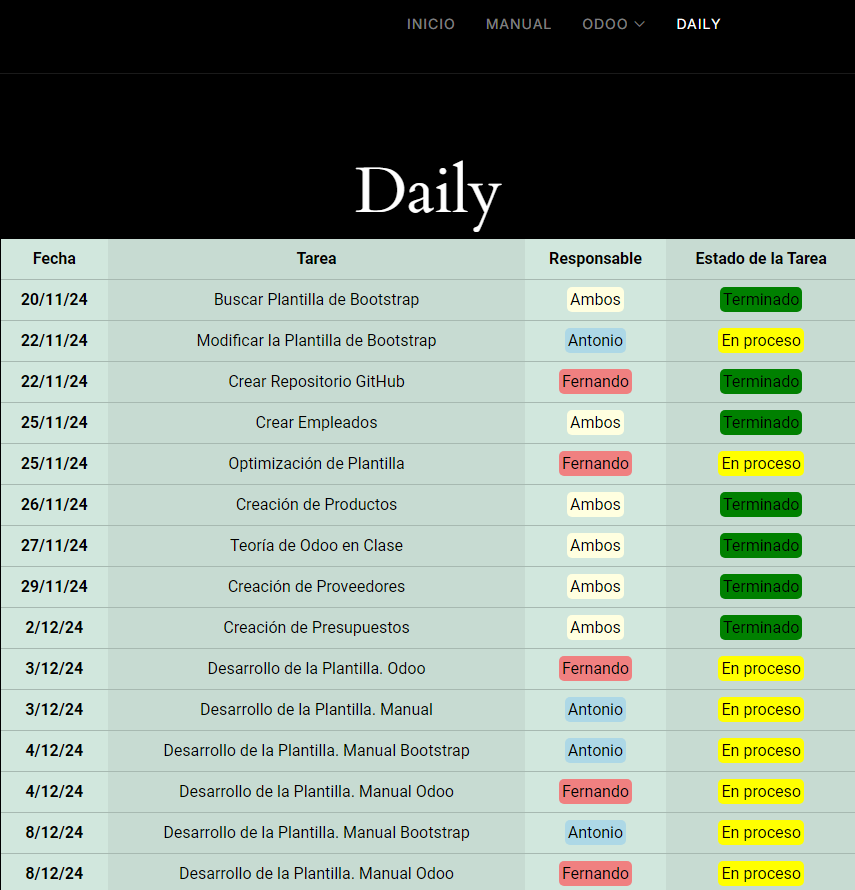 INICIO MANUAL ODOO DAILY
Daily
Fecha Tarea Responsable Estado de la Tarea
20/11/24 Buscar Plantilla de Bootstrap Ambos Terminado
22/11/24 Modificar la Plantilla de Bootstrap Antonio En proceso
22/11/24 Crear Repositorio GitHub Fernando Terminado
25/11/24 Crear Empleados Ambos Terminado
25/11/24 Optimización de Plantilla Fernando En proceso
26/11/24 Creación de Productos Ambos Terminado
27/11/24 Teoría de Odoo en Clase Ambos Terminado
29/11/24 Creación de Proveedores Ambos Terminado
2/12/24 Creación de Presupuestos Ambos Terminado
3/12/24 Desarrollo de la Plantilla. Odoo Fernando En proceso
3/12/24 Desarrollo de la Plantilla. Manual Antonio En proceso
4/12/24 Desarrollo de la Plantilla. Manual Bootstrap Antonio En proceso
4/12/24 Desarrollo de la Plantilla. Manual Odoo Fernando En proceso
8/12/24 Desarrollo de la Plantilla. Manual Bootstrap Antonio En proceso
8/12/24 Desarrollo de la Plantilla. Manual Odoo Fernando En proceso